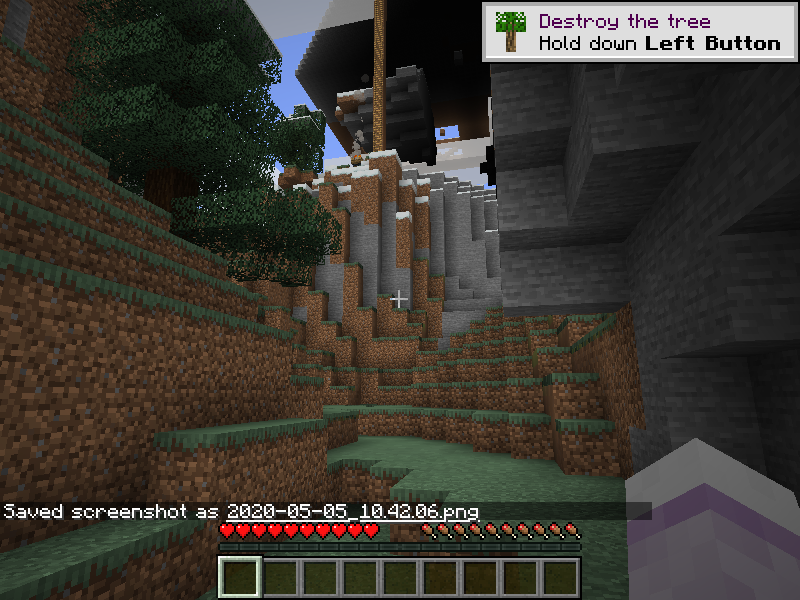 Destroy the tree
Hold down Left Button
Saved screenshot as 2020-05-05_10.42.06.png